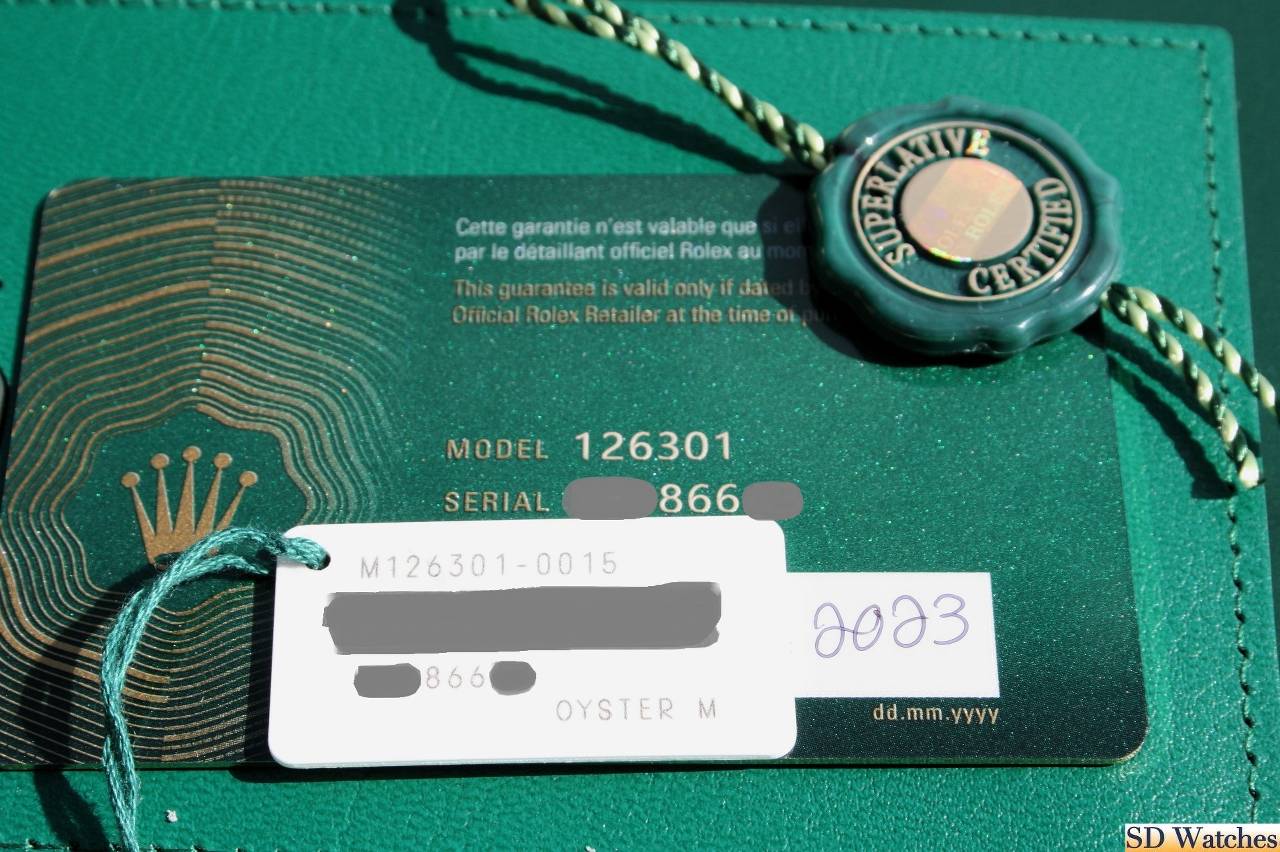 Cette garantie n'est valable que si
par le détaillant officiel Rolex au
This guarantee is valid only if dated
Official Rolex Retailer at the time of
SUPERLATIVE
CERTIFIED
ROLEX
MODEL 126301
SERIAL 866
M126301-0015
866
OYSTER M
2023
dd.mm.yyyy
SD Watches